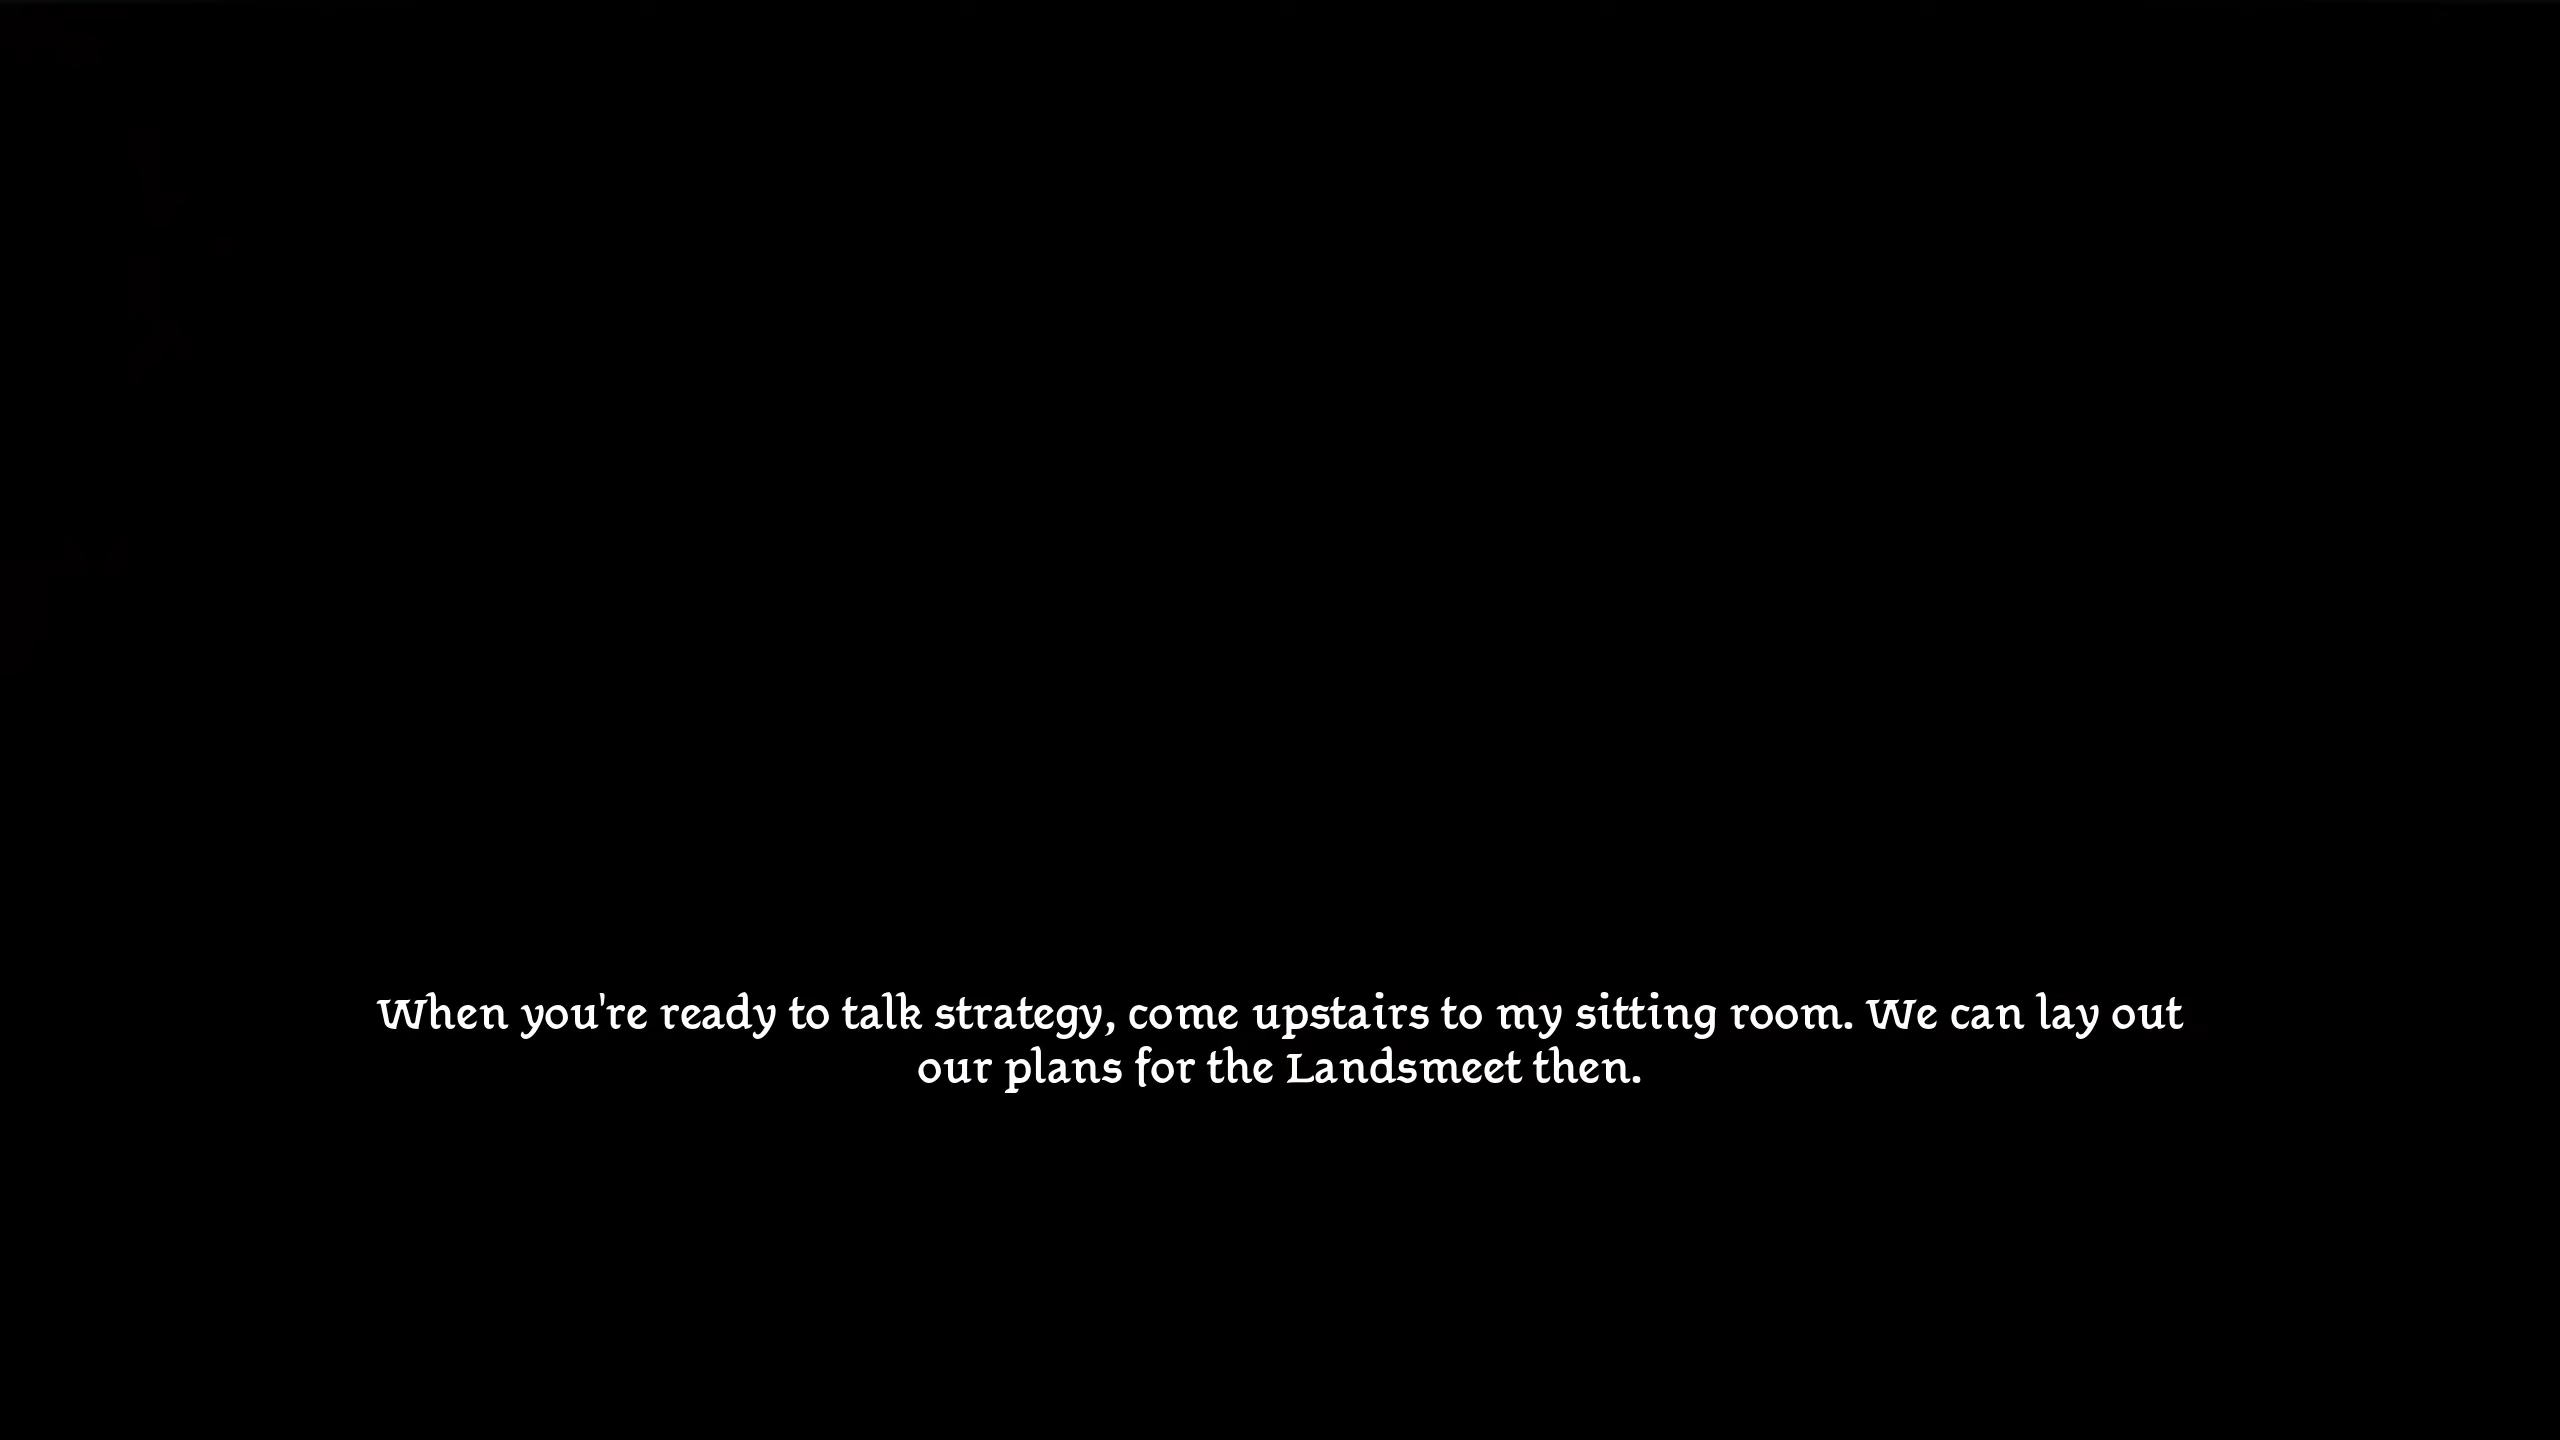 When you're ready to talk strategy, come upstairs to my sitting room. We can lay out
our plans for the Landsmeet then.